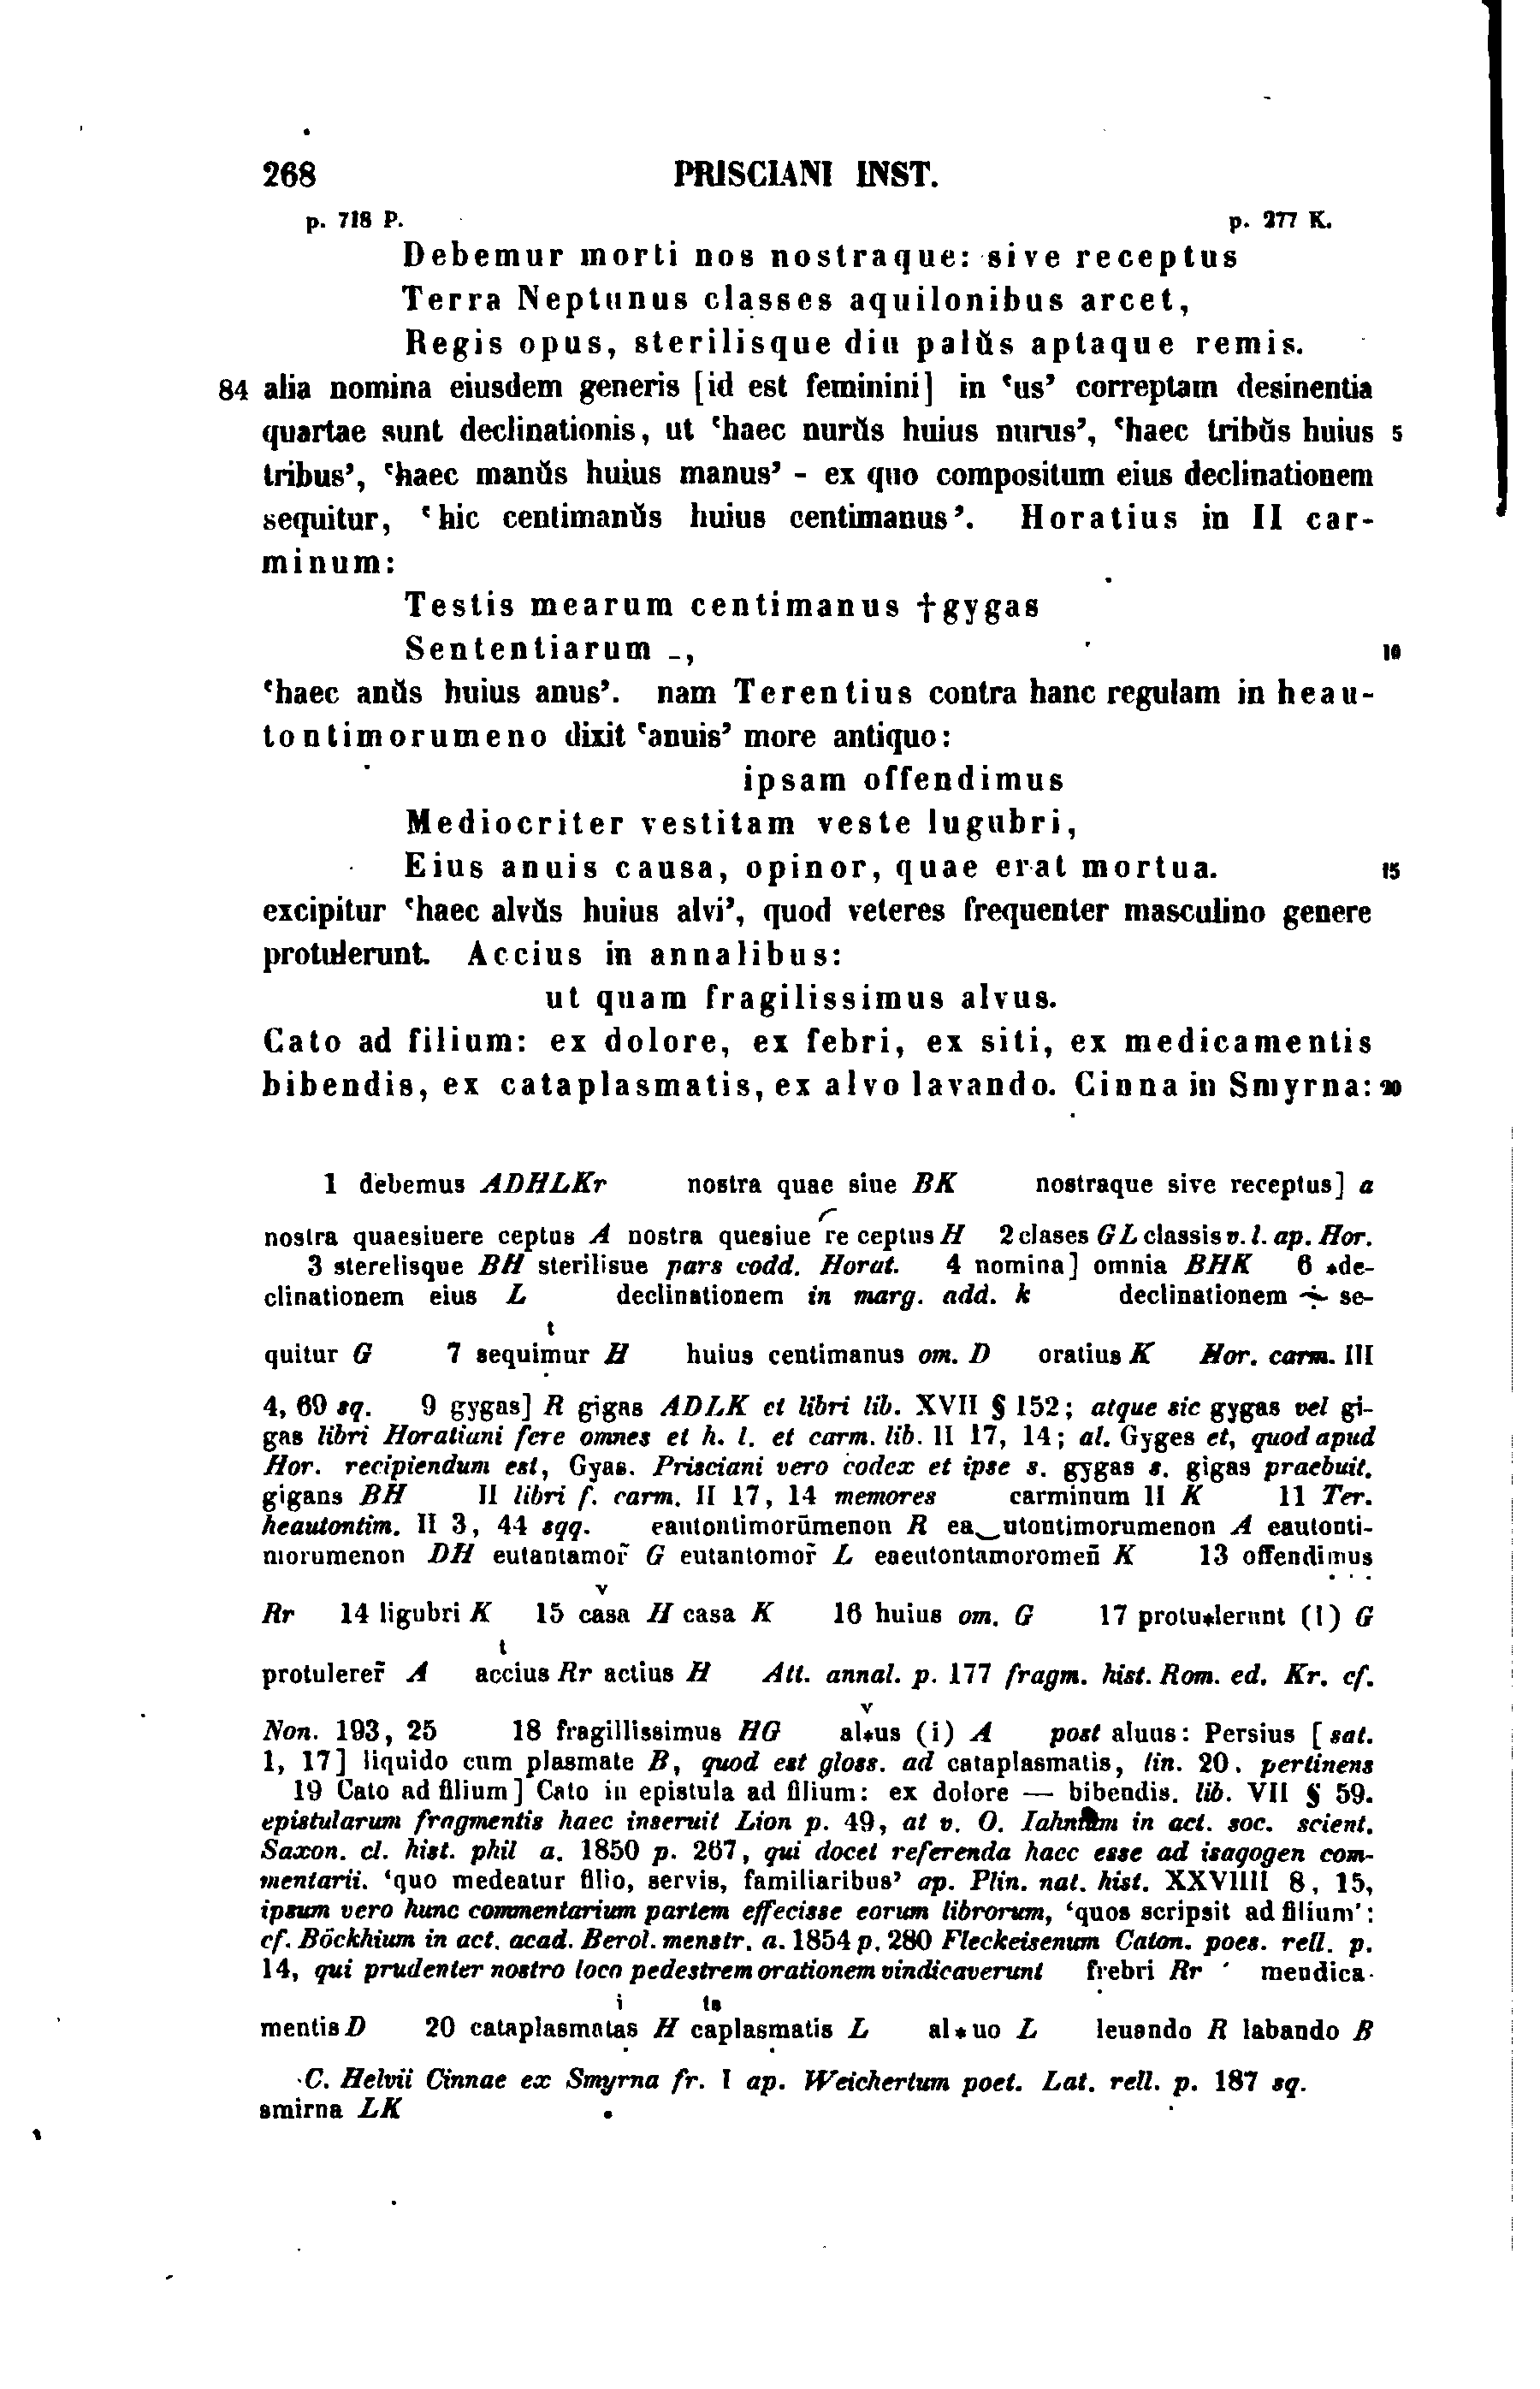 268 PRISCIANI INST.
p. 718 P. p. 277 K.
Debemur morti nos nostraque: sive receptus
Terra Neptunus classes aquilonibus arcet,
Regis opus, sterilisque diu palŭs aptaque remis.
84 alia nomina eiusdem generis [id est feminini] in ‘us’ correptam desinentia
quartae sunt declinationis, ut ‘haec nurŭs huius nurus’, ‘haec tribŭs huius 5
tribus’, ‘haec manŭs huius manus’ - ex quo compositum eius declinationem
sequitur, ‘hic centimanŭs huius centimanus’. Horatius in II car-
minum:
Testis mearum centimanus †gygas
Sententiarum -, 10
‘haec anŭs huius anus’. nam Terentius contra hanc regulam in heau-
tontimorumeno dixit ‘anuis’ more antiquo:
ipsam offendimus
Mediocriter vestitam veste lugubri,
Eius anuis causa, opinor, quae erat mortua. 15
excipitur ‘haec alvŭs huius alvi’, quod veteres frequenter masculino genere
protulerunt. Accius in annalibus:
ut quam fragilissimus alvus.
Cato ad filium: ex dolore, ex febri, ex siti, ex medicamentis
bibendis, ex cataplasmatis, ex alvo lavando. Cinna in Smyrna: 20
1 debemus ADHLKr nostra quae siue BK nostraque sive receptus] a
nostra quaesiuere ceptus A nostra quesiue re ceptus H 2 clases GL classis v. l. ap. Hor.
3 sterelisque BH sterilisue pars codd. Horat. 4 nomina] omnia BHK 6 *de-
clinationem eius L declinationem in marg. add. k declinationem ÷ se-
t
quitur G 7 sequimur H huius centimanus om. D oratius K Hor. carm. III
4, 69 sq. 9 gygas] R gigas ADLK et libri lib. XVII § 152; atque sic gygas vel gi-
gas libri Horatiani fere omnes et h. l. et carm. lib. II 17, 14; al. Gyges et, quod apud
Hor. recipiendum est, Gyas. Prisciani vero codex et ipse s. gygas s. gigas praebuit.
gigans BH II libri f. carm. II 17, 14 memores carminum II K 11 Ter.
heautontim. II 3, 44 sqq. eautontimorūmenon R ea‿utontimorumenon A eautonti-
morumenon DH eutantamor̄ G eutantomor̄ L eaeutontamoromen̄ K 13 offendimus
v
Rr 14 ligubri K 15 casa H casa K 16 huius om. G 17 protu*lerunt (l) G
t
protulerer̄ A accius Rr actius H Att. annal. p. 177 fragm. hist. Rom. ed. Kr. cf.
v
Non. 193, 25 18 fragillissimus HG al*us (i) A post aluus: Persius [sat.
1, 17] liquido cum plasmate B, quod est gloss. ad cataplasmatis, lin. 20. pertinens
19 Cato ad filium] Cato in epistula ad filium: ex dolore — bibendis. lib. VII § 59.
epistularum fragmentis haec inseruit Lion p. 49, at v. O. Iahnium in act. soc. scient.
Saxon. cl. hist. phil a. 1850 p. 267, qui docet referenda haec esse ad isagogen com-
mentarii. ‘quo medeatur filio, servis, familiaribus’ ap. Plin. nat. hist. XXVIIII 8, 15,
ipsum vero hunc commentarium partem effecisse eorum librorum, ‘quos scripsit ad filium’:
cf. Böckhium in act. acad. Berol. menstr. a. 1854 p. 280 Fleckeisenum Caton. poes. rell. p.
14, qui prudenter nostro loco pedestrem orationem vindicaverunt frebri Rr mendica-
i ta
mentis D 20 cataplasmatas H caplasmatis L al*uo L leuando R labando B
C. Helvii Cinnae ex Smyrna fr. 1 ap. Weichertum poet. Lat. rell. p. 187 sq.
smirna LK